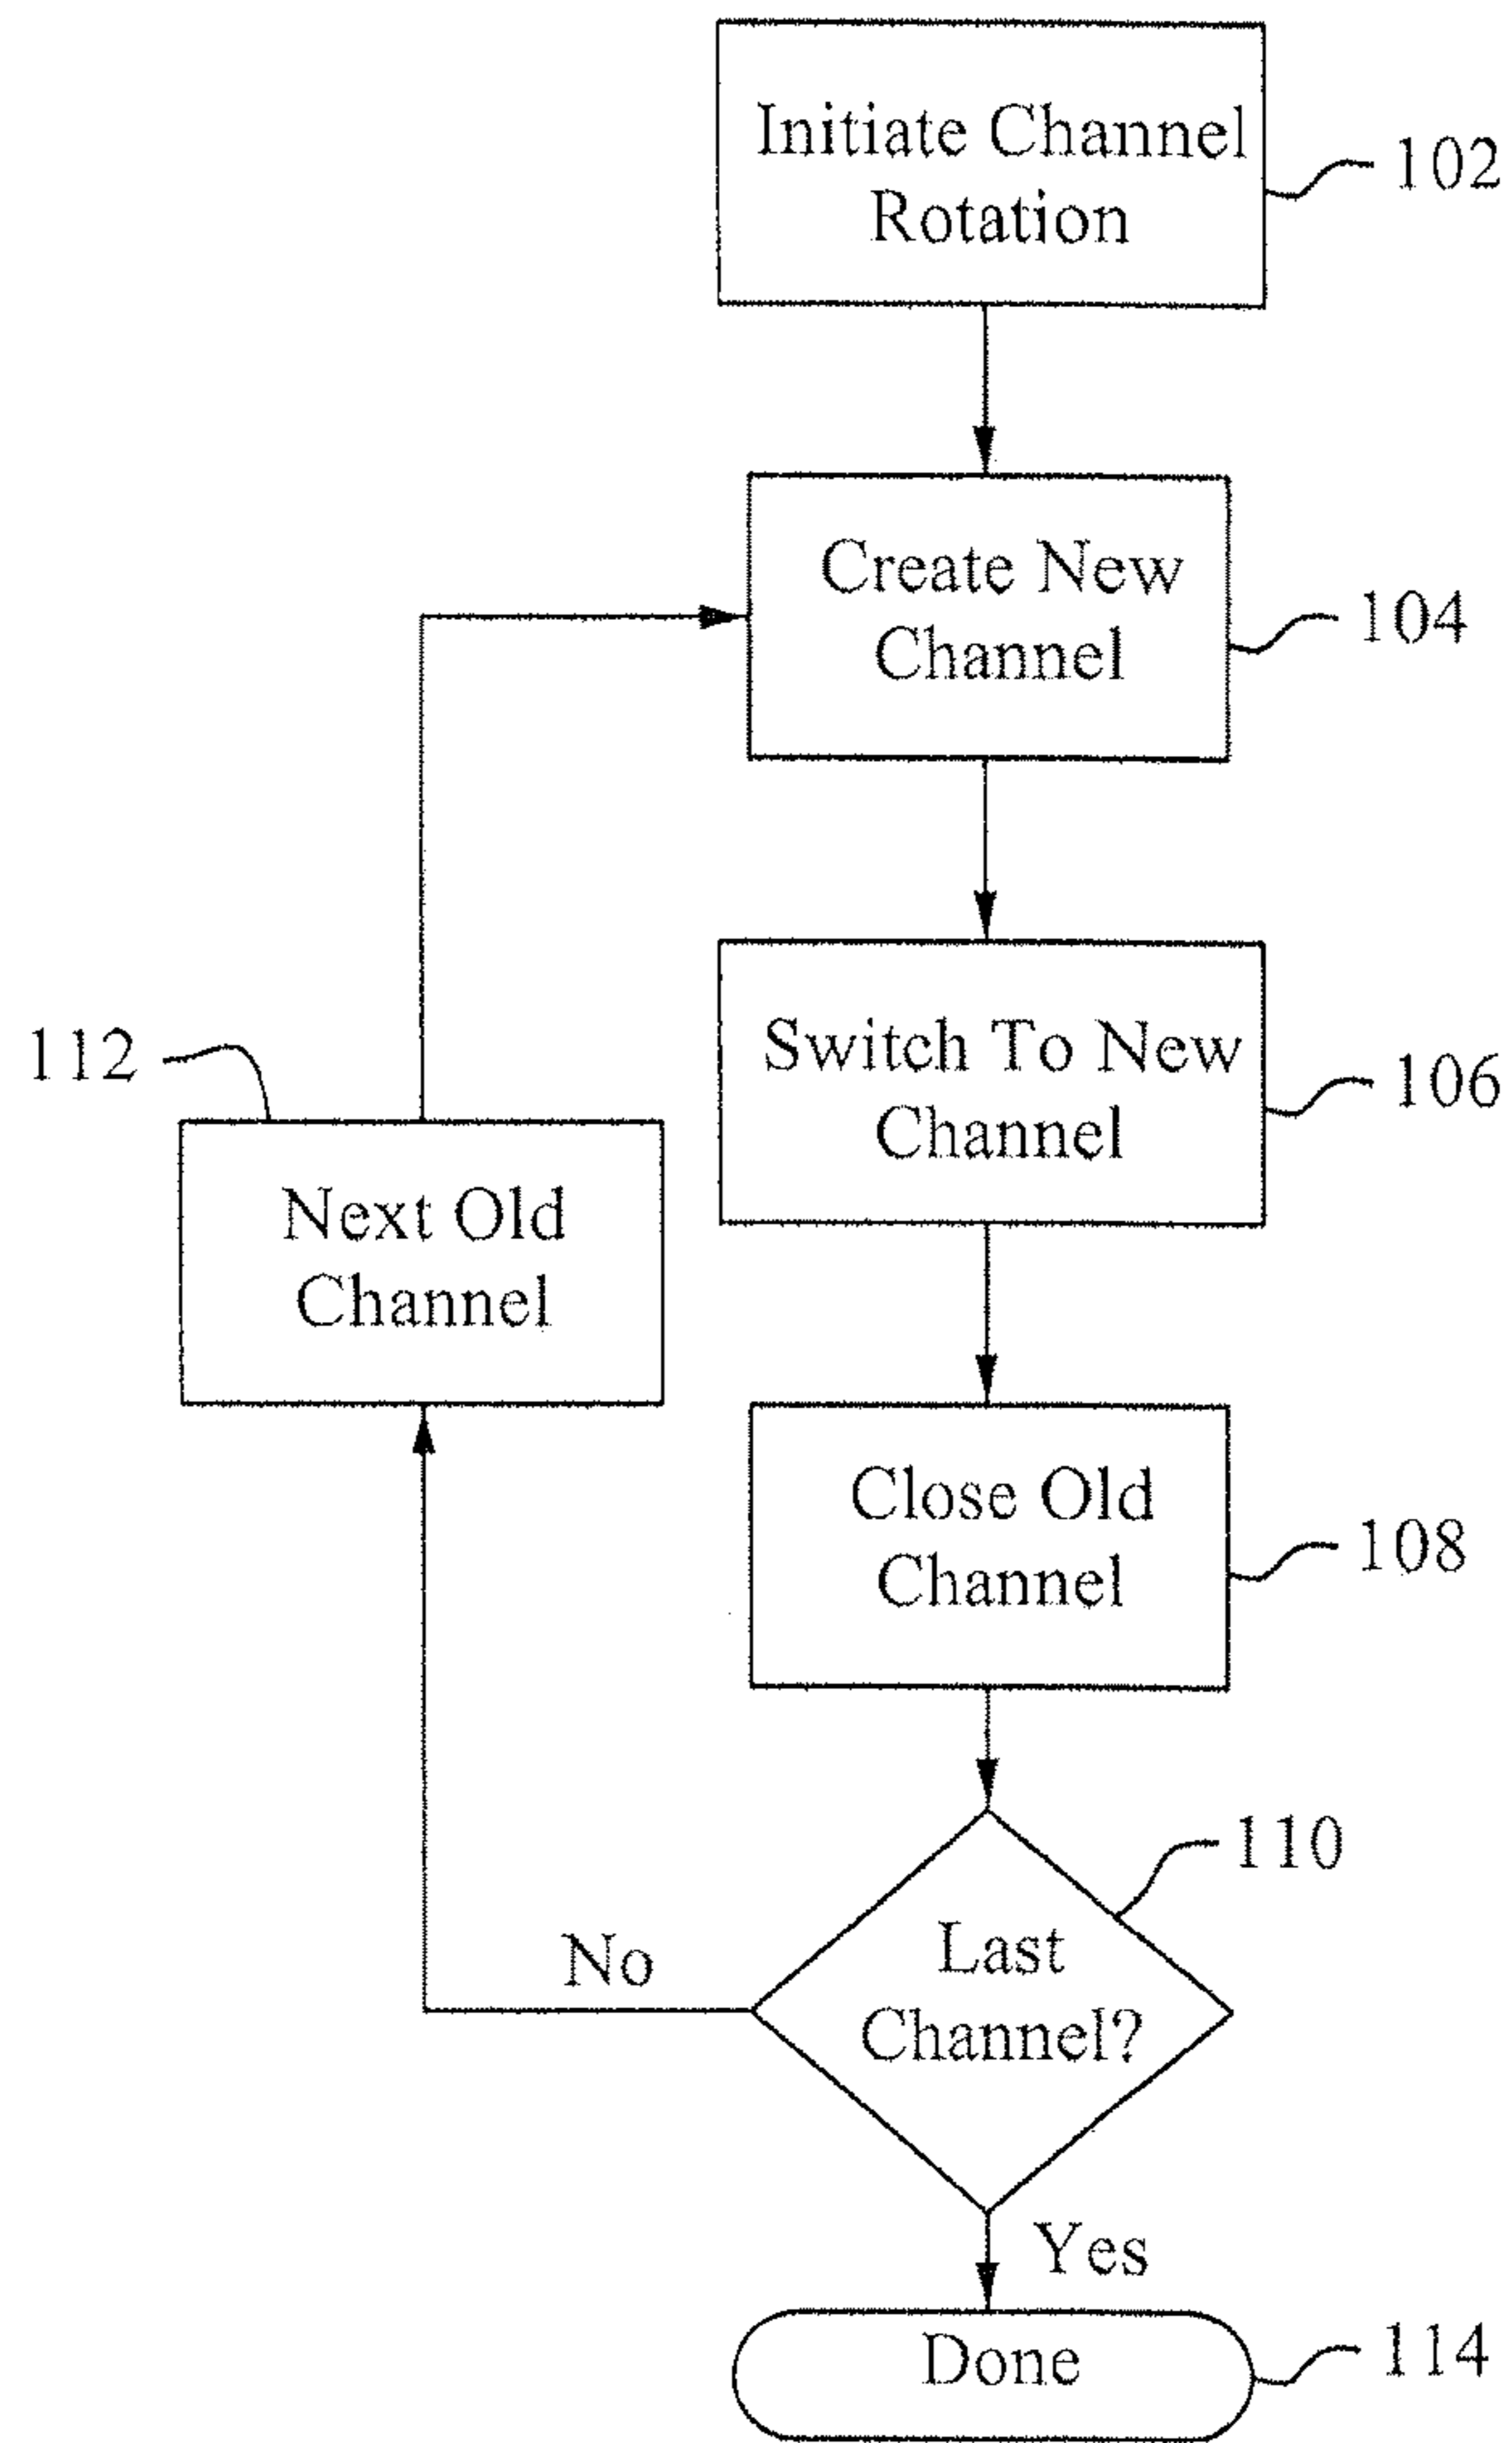 Initiate Channel
Rotation
102
Create New
Channel
104
Switch To New
Channel
106
112
Next Old
Channel
Close Old
Channel
108
110
Last
Channel?
No
Yes
Done
114